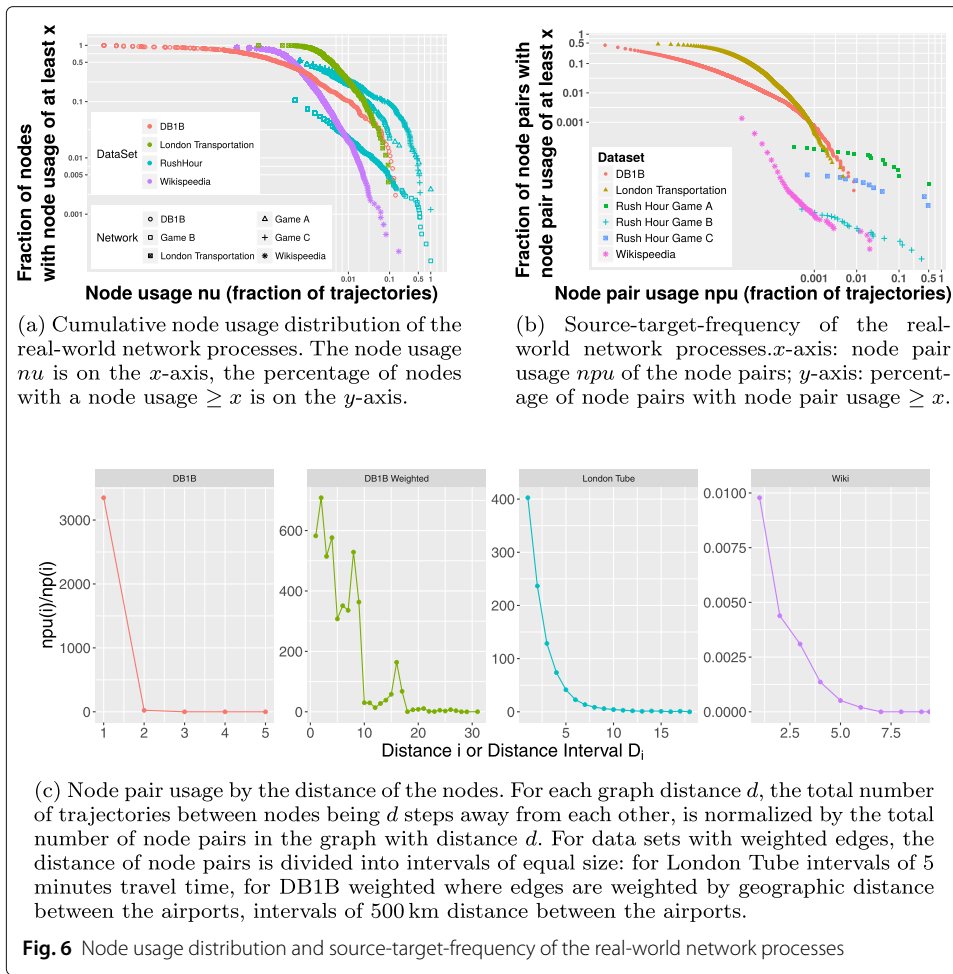 Fraction of nodes
with node usage of at least x
1
0.5
0.1
0.01
0.005
0.001
DataSet
DB1B
London Transportation
RushHour
Wikispeedia
Network
DB1B
Game B
London Transportation
Game A
Game C
Wikispeedia
0.01
0.1
0.5
1
Node usage nu (fraction of trajectories)
(a) Cumulative node usage distribution of the
real-world network processes. The node usage
nu is on the x-axis, the percentage of nodes
with a node usage ≥ x is on the y-axis.
Fraction of node pairs with
node pair usage of at least x
1
0.5
0.1
0.01
0.001
Dataset
DB1B
London Transportation
Rush Hour Game A
Rush Hour Game B
Rush Hour Game C
Wikispeedia
0.001
0.01
0.1
0.5
1
Node pair usage npu (fraction of trajectories)
(b) Source-target-frequency of the real-
world network processes.x-axis: node pair
usage npu of the node pairs; y-axis: percent-
age of node pairs with node pair usage ≥ x.
npu(i)/np(i)
DB1B
3000
2000
1000
0
1 2 3 4 5
DB1B Weighted
600
400
200
0
0 10 20 30
London Tube
400
300
200
100
0
5 10 15
Wiki
0.0100
0.0075
0.0050
0.0025
0.0000
2.5 5.0 7.5
Distance i or Distance Interval Di
(c) Node pair usage by the distance of the nodes. For each graph distance d, the total number
of trajectories between nodes being d steps away from each other, is normalized by the total
number of node pairs in the graph with distance d. For data sets with weighted edges, the
distance of node pairs is divided into intervals of equal size: for London Tube intervals of 5
minutes travel time, for DB1B weighted where edges are weighted by geographic distance
between the airports, intervals of 500 km distance between the airports.
Fig. 6 Node usage distribution and source-target-frequency of the real-world network processes